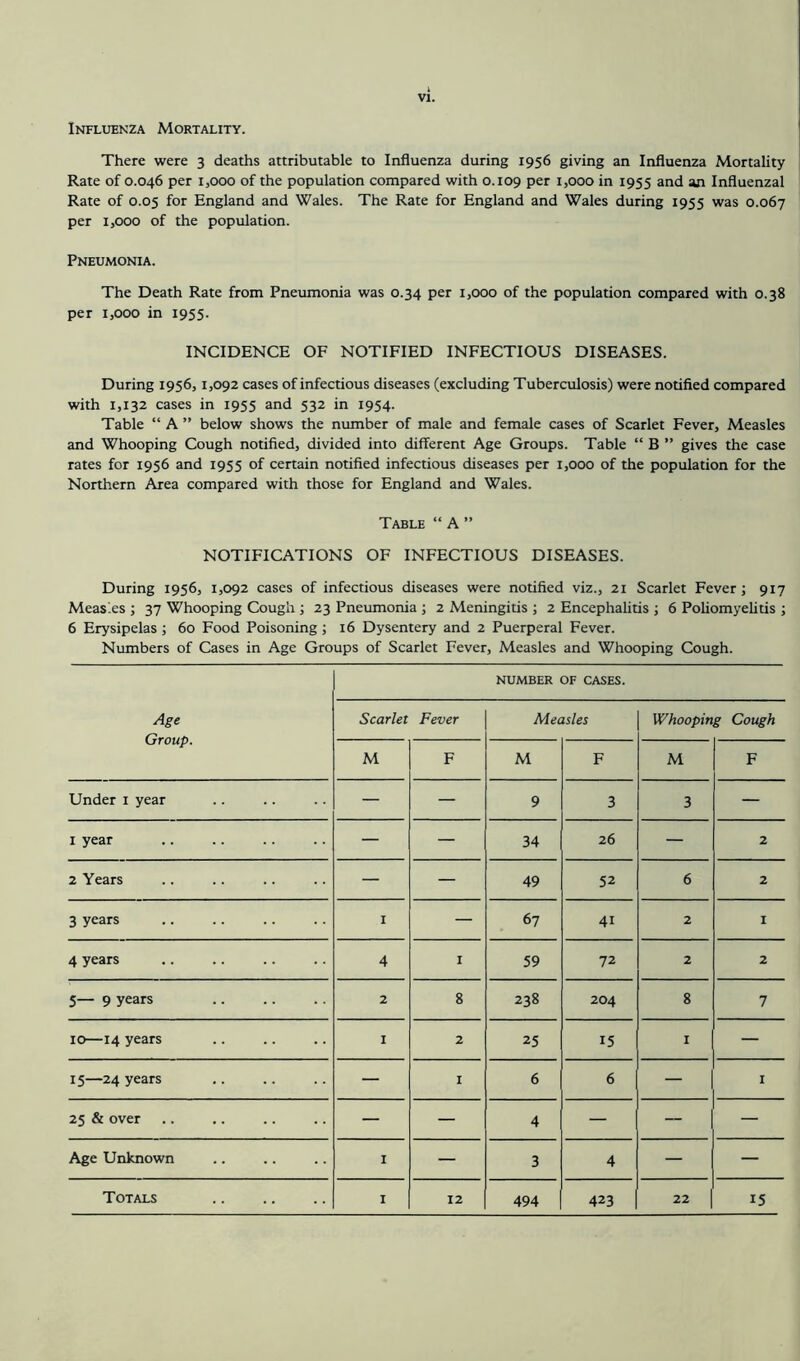 vi.
INFLUENZA MORTALITY.
There were 3 deaths attributable to Influenza during 1956 giving an Influenza Mortality
Rate of 0.046 per 1,000 of the population compared with 0.109 per 1,000 in 1955 and an Influenzal
Rate of 0.05 for England and Wales. The Rate for England and Wales during 1955 was 0.067
per 1,000 of the population.
PNEUMONIA.
The Death Rate from Pneumonia was 0.34 per 1,000 of the population compared with 0.38
per 1,000 in 1955.
INCIDENCE OF NOTIFIED INFECTIOUS DISEASES.
During 1956, 1,092 cases of infectious diseases (excluding Tuberculosis) were notified compared
with 1,132 cases in 1955 and 532 in 1954.
Table “ A ” below shows the number of male and female cases of Scarlet Fever, Measles
and Whooping Cough notified, divided into different Age Groups. Table “ B ” gives the case
rates for 1956 and 1955 of certain notified infectious diseases per 1,000 of the population for the
Northern Area compared with those for England and Wales.
TABLE “ A ”
NOTIFICATIONS OF INFECTIOUS DISEASES.
During 1956, 1,092 cases of infectious diseases were notified viz., 21 Scarlet Fever ; 917
Measles ; 37 Whooping Cough ; 23 Pneumonia ; 2 Meningitis ; 2 Encephalitis ; 6 Poliomyelitis ;
6 Erysipelas ; 60 Food Poisoning ; 16 Dysentery and 2 Puerperal Fever.
Numbers of Cases in Age Groups of Scarlet Fever, Measles and Whooping Cough.
NUMBER OF CASES.
Age Group. Scarlet Fever Measles Whooping Cough
M F M F M F
Under 1 year .. .. .. — — 9 3 3 —
1 year .. .. .. .. — — 34 26 — 2
2 Years .. .. .. .. — — 49 52 6 2
3 years .. .. .. .. 1 — 67 41 2 1
4 years .. .. .. .. 4 1 59 72 2 2
5— 9 years .. .. .. 2 8 238 204 8 7
10—14 years .. .. .. 1 2 25 15 1 —
15—24 years .. .. .. — 1 6 6 — 1
25 & over .. .. .. .. — — 4 — — —
Age Unknown .. .. .. 1 — 3 4 — —
TOTALS .. .. .. 1 12 494 423 22 15